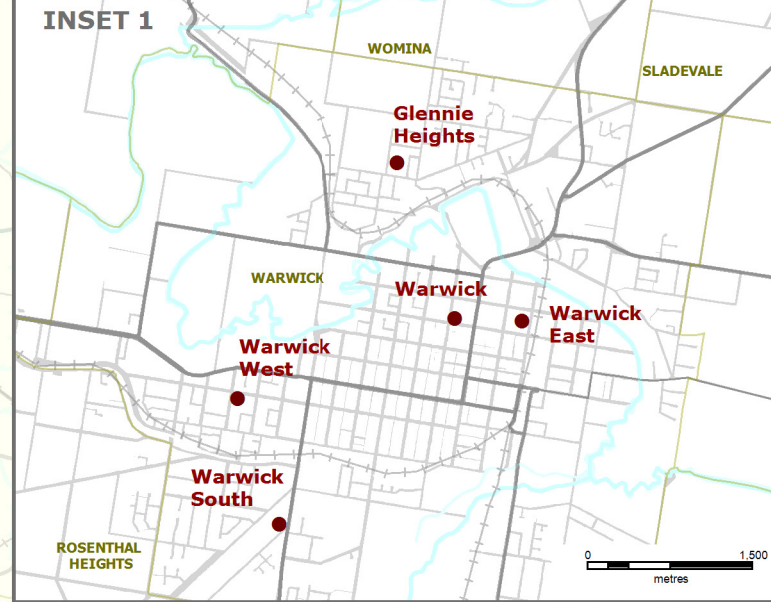 INSET 1
WOMINA
SLADEVALE
Glennie
Heights
WARWICK
Warwick
Warwick
East
Warwick
West
Warwick
South
ROSENTHAL
HEIGHTS
0
1,500
metres